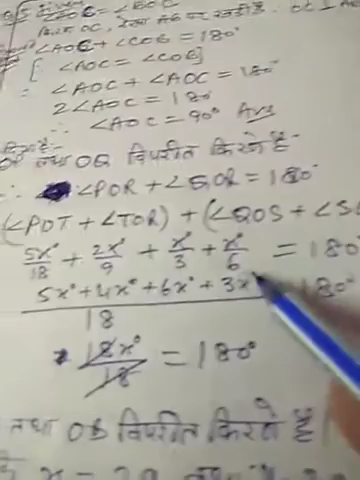 ∠AOC + ∠COB = 180°
[ ∠AOC = ∠COB]
∠AOC + ∠AOC = 180°
2∠AOC = 180
∴ ∠AOC = 90° Ans
तथा OQ विपरीत किरणे हैं
∴ ∠POR + ∠QOR = 180°
(∠POT + ∠TOR) + (∠QOS + ∠S
5x°/18 + 2x°/9 + x°/3 + x°/6 = 180°
5x° + 4x° + 6x° + 3x / 18 = 180°
18x°/18 = 180°
तथा OB विपरीत किरणे हैं